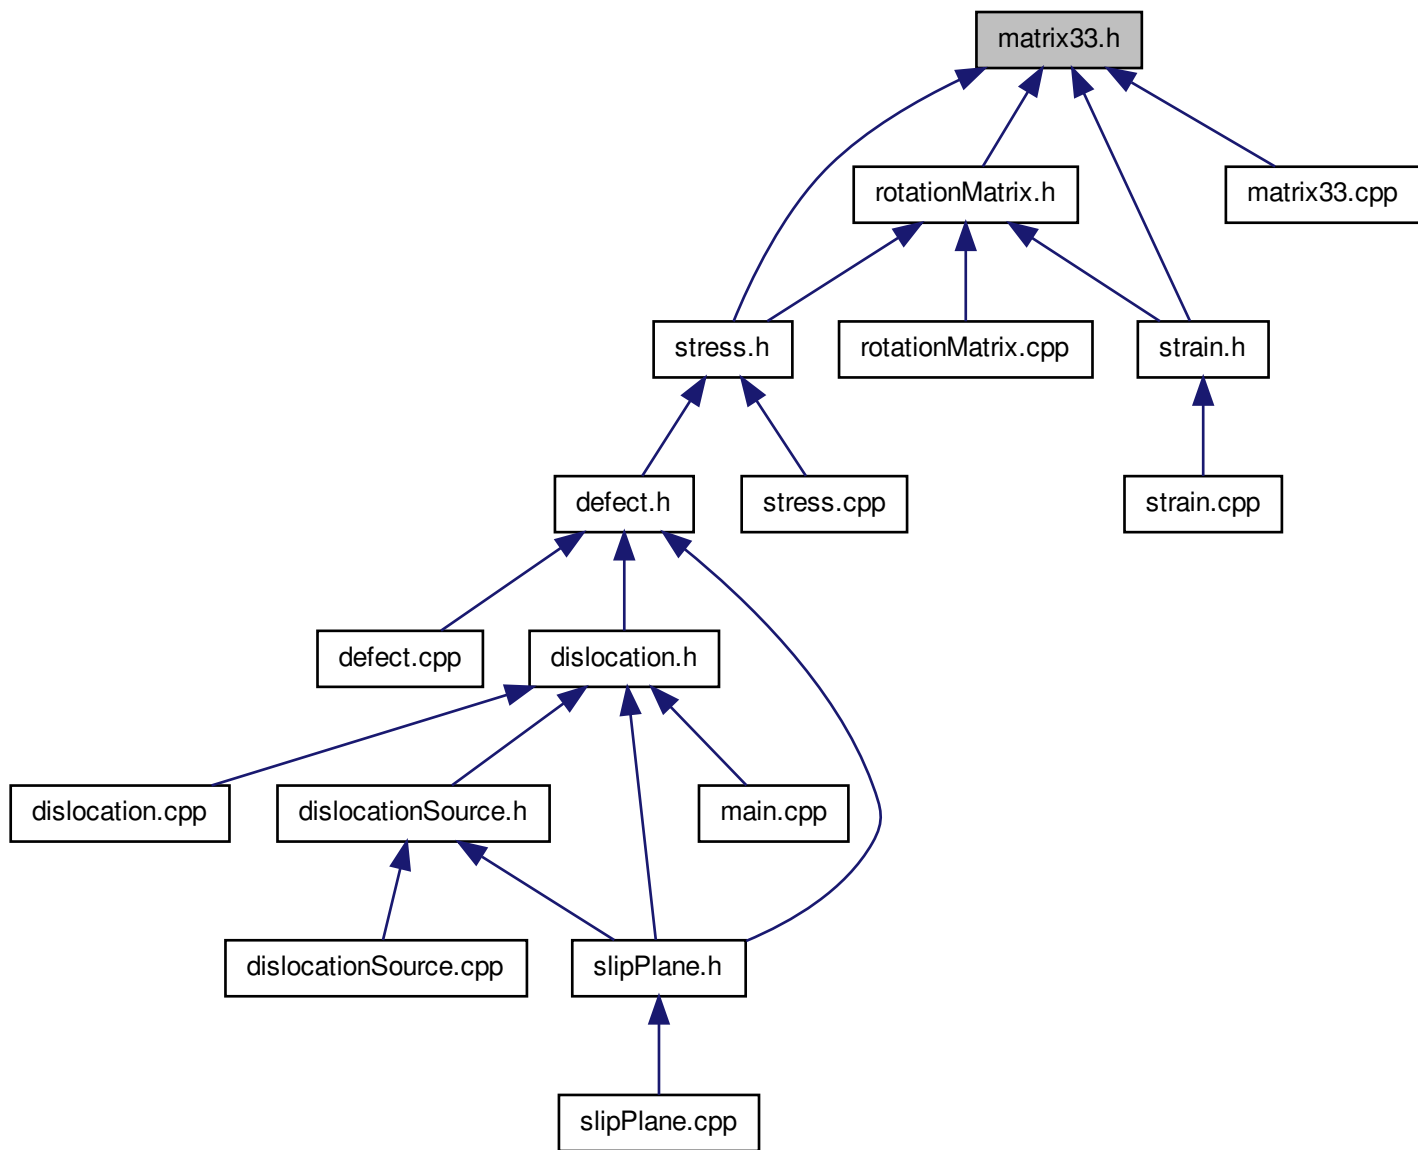 matrix33.h
rotationMatrix.h
matrix33.cpp
stress.h
rotationMatrix.cpp
strain.h
defect.h
stress.cpp
strain.cpp
defect.cpp
dislocation.h
dislocation.cpp
dislocationSource.h
main.cpp
dislocationSource.cpp
slipPlane.h
slipPlane.cpp